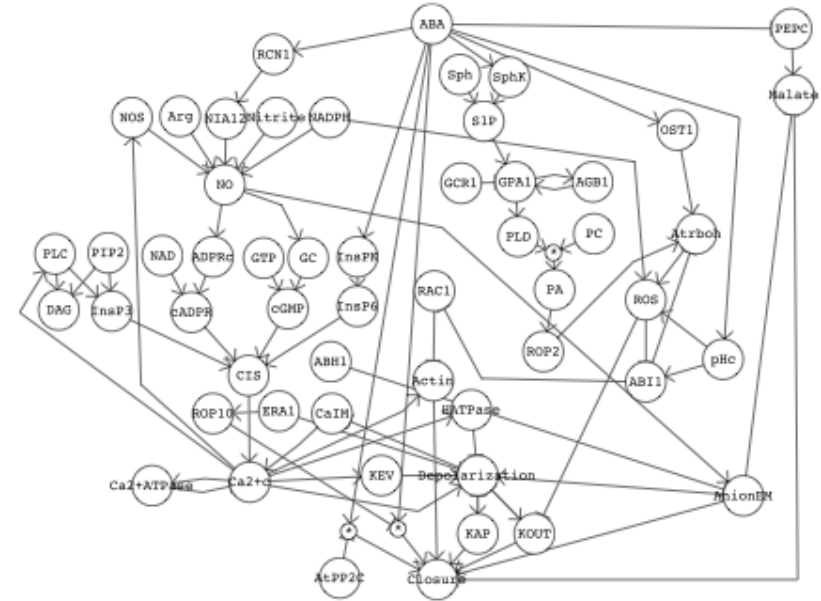 ABA
PEPC
RCN1
Sph
SphK
Malate
NOS
Arg
NIA12
Nitrite
NADPH
S1P
OST1
NO
GCR1
GPA1
AGB1
PLD
PC
Atrboh
PLC
PIP2
NAD
ADPRc
GTP
GC
InsPK
*
DAG
InsP3
cADPR
cGMP
InsP6
RAC1
PA
ROS
ROP2
pHc
CIS
ABH1
Actin
ABI1
ROP10
ERA1
CaIM
HATPase
Ca2+ATPase
Ca2+c
KEV
Depolarization
AnionEM
*
*
KAP
KOUT
AtPP2C
Closure